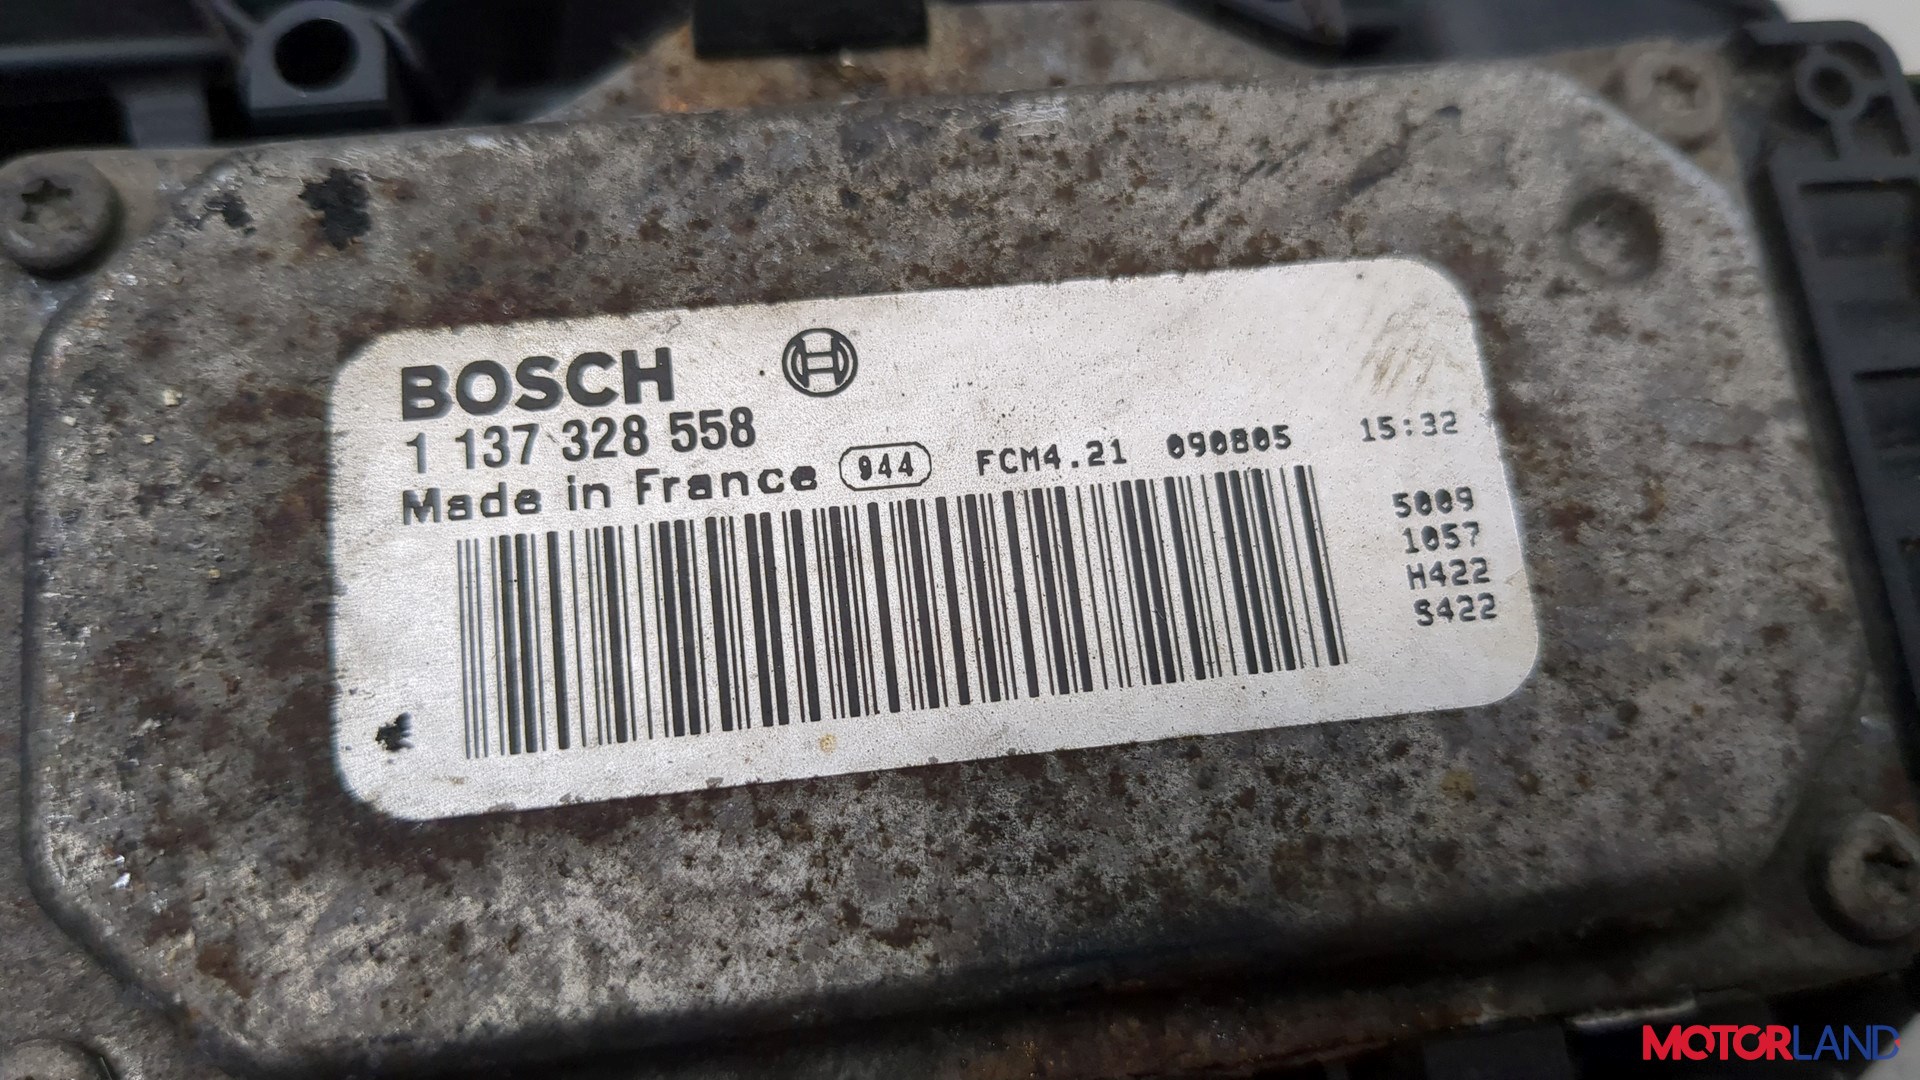 BOSCH
1 137 328 558
Made in France 944 FCM4.21 090805 15:32
5009
1057
H422
S422
MOTORLAND